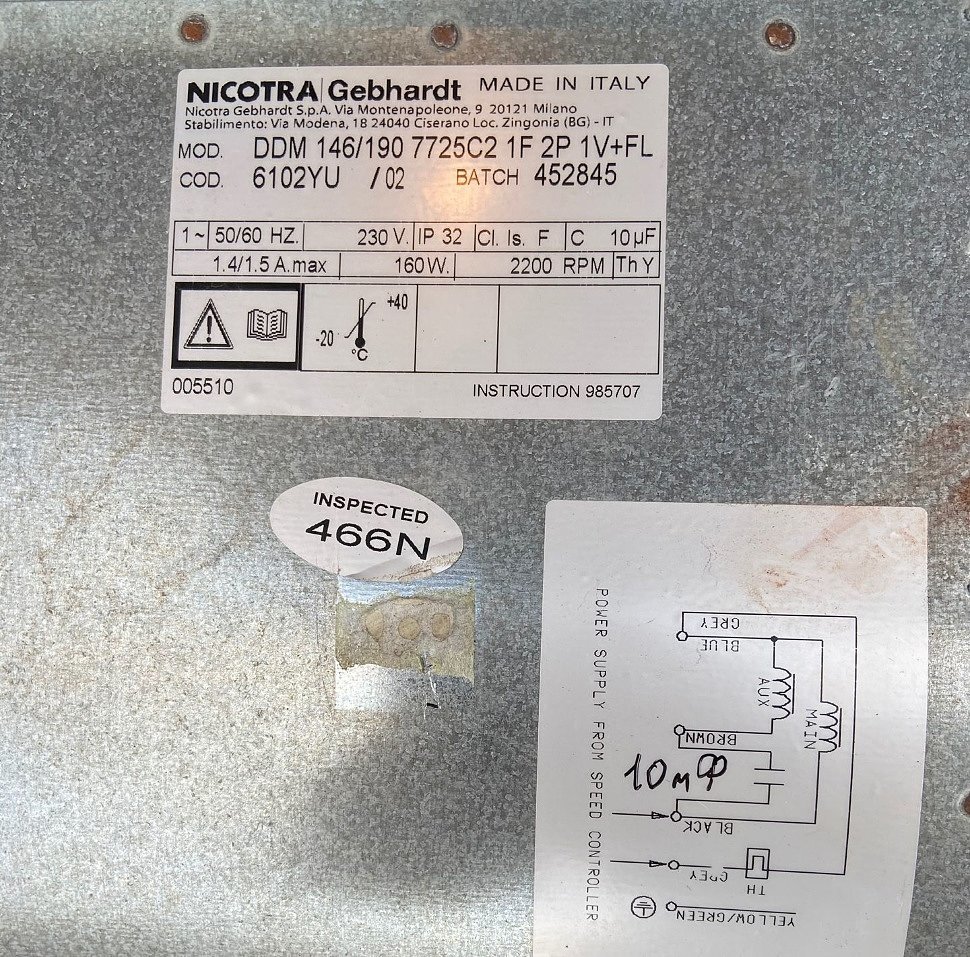 NICOTRA Gebhardt MADE IN ITALY
Nicotra Gebhardt S.p.A. Via Montenapoleone, 9 20121 Milano
Stabilimento: Via Modena, 18 24040 Ciserano Loc. Zingonia (BG) - IT
MOD. DDM 146/190 7725C2 1F 2P 1V+FL
COD. 6102YU /02 BATCH 452845
1~ 50/60 HZ. 230 V. IP 32 Cl. Is. F C 10µF
1.4/1.5 A.max 160W. 2200 RPM Th Y
-20 +40
°C
005510 INSTRUCTION 985707
INSPECTED
466N
POWER SUPPLY FROM SPEED CONTROLLER
GREY
BLUE
AUX
MAIN
BROWN
10мФ
BLACK
GREY
TH
YELLOW/GREEN